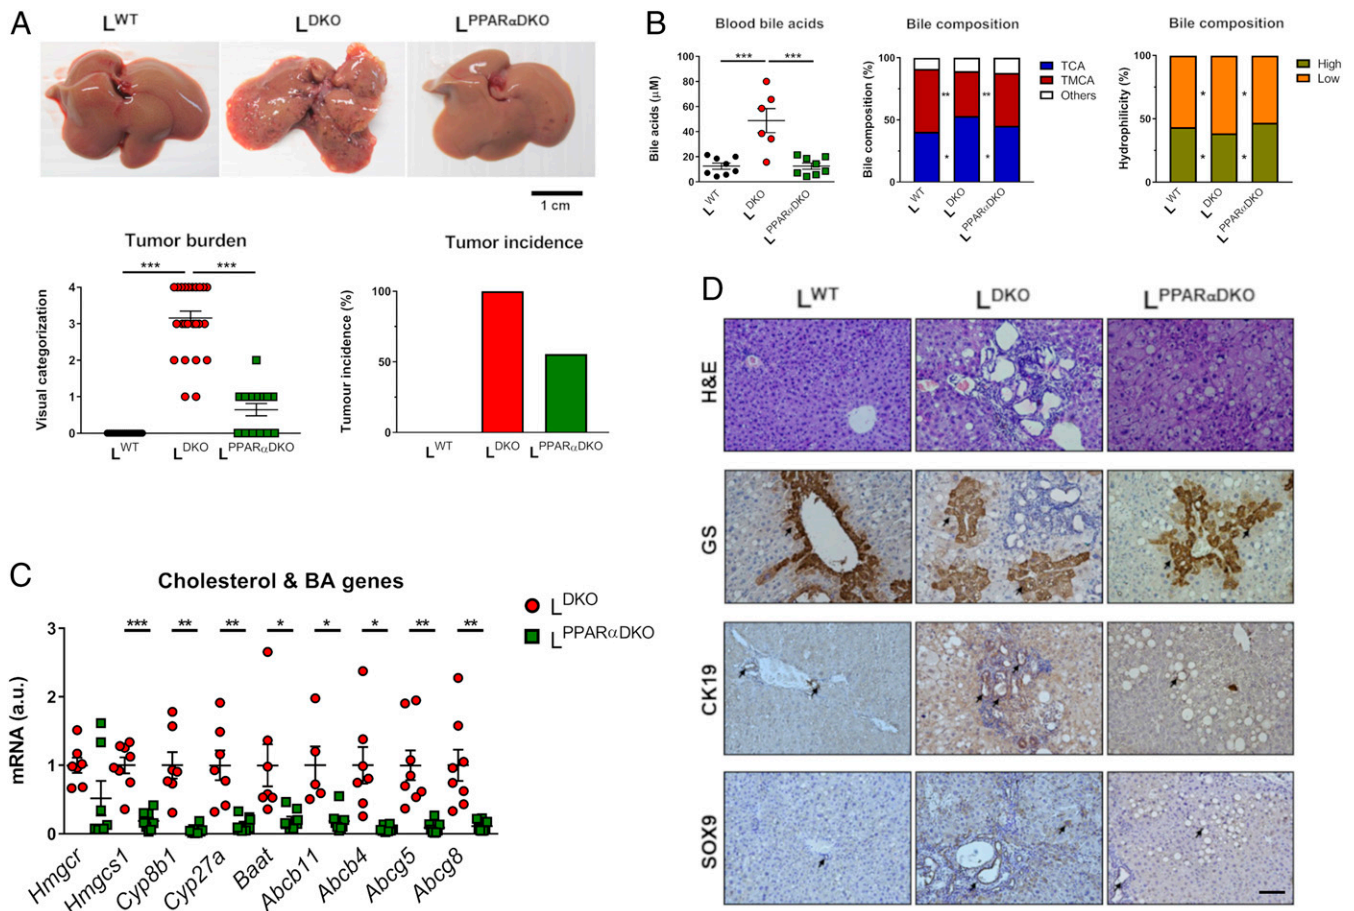 A
L^WT L^DKO L^PPARαDKO
1 cm
Tumor burden
***
***
Visual categorization
4
3
2
1
0
L^WT L^DKO L^PPARαDKO
Tumor incidence
Tumour incidence (%)
100
50
0
L^WT L^DKO L^PPARαDKO
B
Blood bile acids
***
***
Bile acids (μM)
100
80
60
40
20
0
L^WT
L^DKO
L^PPARαDKO
Bile composition
Bile composition (%)
100
50
0
**
**
*
*
TCA
TMCA
Others
L^WT
L^DKO
L^PPARαDKO
Bile composition
Hydrophilicity (%)
100
50
0
*
*
*
*
High
Low
L^WT
L^DKO
L^PPARαDKO
C
Cholesterol & BA genes
L^DKO
L^PPARαDKO
*** ** ** * * * ** **
mRNA (a.u.)
3
2
1
0
Hmgcr
Hmgcs1
Cyp8b1
Cyp27a
Baat
Abcb11
Abcb4
Abcg5
Abcg8
D
L^WT L^DKO L^PPARαDKO
H&E
GS
CK19
SOX9